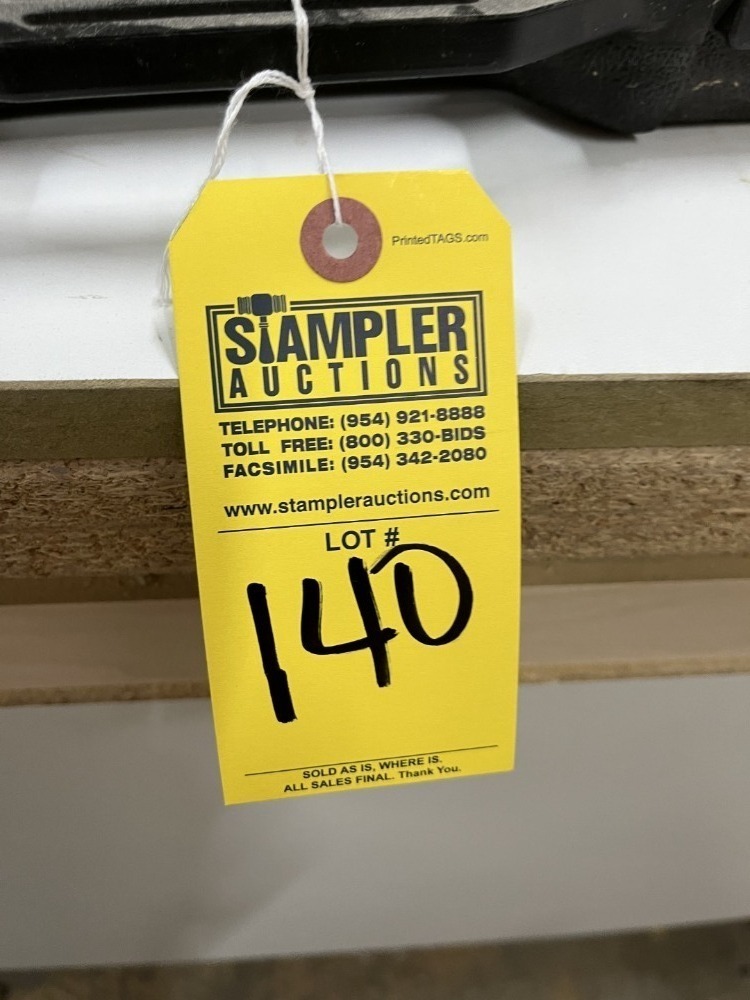 PrintedTAGS.com
STAMPLER
AUCTIONS
TELEPHONE: (954) 921-8888
TOLL FREE: (800) 330-BIDS
FACSIMILE: (954) 342-2080
www.stamplerauctions.com
LOT #
140
SOLD AS IS, WHERE IS.
ALL SALES FINAL. Thank You.